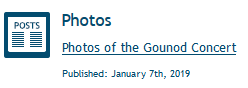 POSTS
Photos
Photos of the Gounod Concert
Published: January 7th, 2019